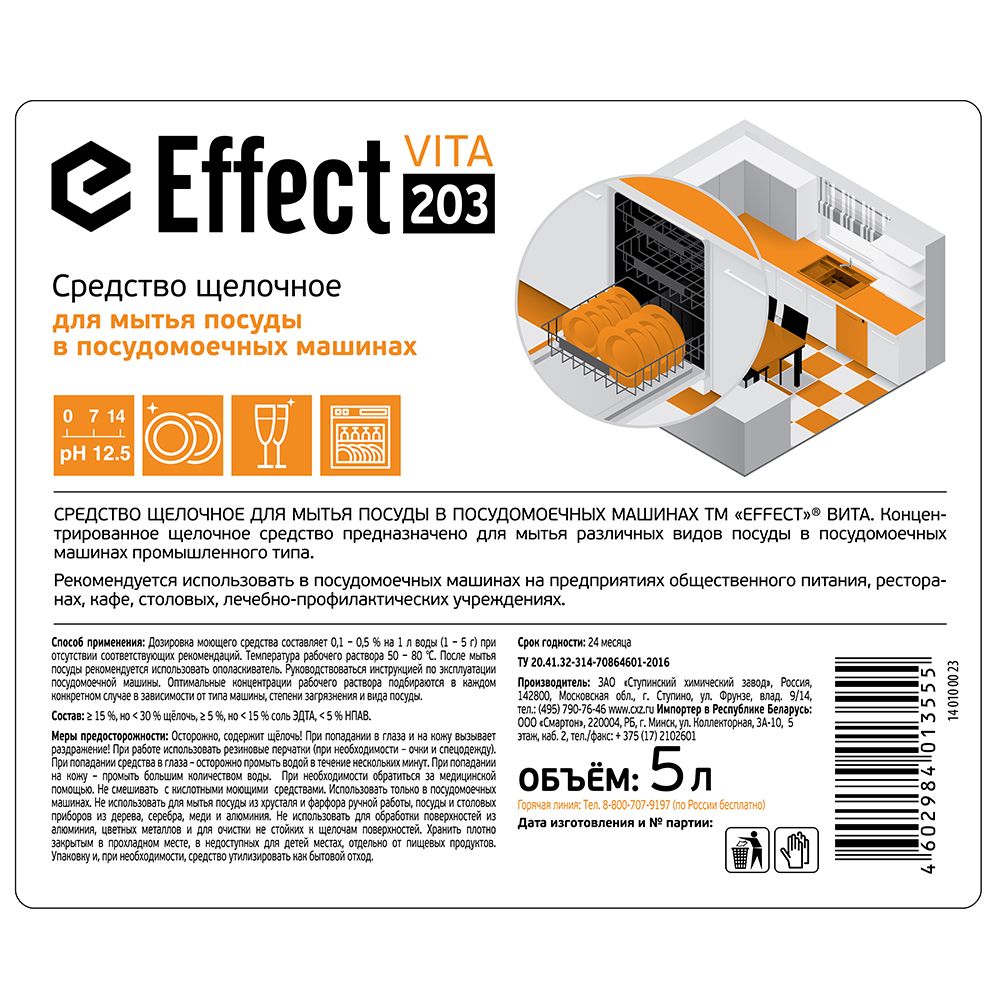 Effect VITA
203
Средство щелочное
для мытья посуды
в посудомоечных машинах
0 7 14
pH 12.5
СРЕДСТВО ЩЕЛОЧНОЕ ДЛЯ МЫТЬЯ ПОСУДЫ В ПОСУДОМОЕЧНЫХ МАШИНАХ ТМ «EFFECT»® ВИТА. Концен-
трированное щелочное средство предназначено для мытья различных видов посуды в посудомоечных
машинах промышленного типа.
Рекомендуется использовать в посудомоечных машинах на предприятиях общественного питания, рестора-
нах, кафе, столовых, лечебно-профилактических учреждениях.
Способ применения: Дозировка моющего средства составляет 0,1 – 0,5 % на 1 л воды (1 – 5 г) при
отсутствии соответствующих рекомендаций. Температура рабочего раствора 50 – 80 °С. После мытья
посуды рекомендуется использовать ополаскиватель. Руководствоваться инструкцией по эксплуатации
посудомоечной машины. Оптимальные концентрации рабочего раствора подбираются в каждом
конкретном случае в зависимости от типа машины, степени загрязнения и вида посуды.
Состав: ≥ 15 %, но < 30 % щёлочь, ≥ 5 %, но < 15 % соль ЭДТА, < 5 % НПАВ.
Меры предосторожности: Осторожно, содержит щёлочь! При попадании в глаза и на кожу вызывает
раздражение! При работе использовать резиновые перчатки (при необходимости – очки и спецодежду).
При попадании средства в глаза – осторожно промыть водой в течение нескольких минут. При попадании
на кожу – промыть большим количеством воды. При необходимости обратиться за медицинской
помощью. Не смешивать с кислотными моющими средствами. Использовать только в посудомоечных
машинах. Не использовать для мытья посуды из хрусталя и фарфора ручной работы, посуды и столовых
приборов из дерева, серебра, меди и алюминия. Не использовать для обработки поверхностей из
алюминия, цветных металлов и для очистки не стойких к щелочам поверхностей. Хранить плотно
закрытым в прохладном месте, в недоступных для детей местах, отдельно от пищевых продуктов.
Упаковку и, при необходимости, средство утилизировать как бытовой отход.
Срок годности: 24 месяца
ТУ 20.41.32-314-70864601-2016
Производитель: ЗАО «Ступинский химический завод», Россия,
142800, Московская обл., г. Ступино, ул. Фрунзе, влад. 9/14,
тел.: (495) 790-76-46 www.cxz.ru Импортер в Республике Беларусь:
ООО «Смартон», 220004, РБ, г. Минск, ул. Коллекторная, 3А-10, 5
этаж, каб. 2, тел./факс: + 375 (17) 2102601
ОБЪЁМ: 5 л
Горячая линия: Тел. 8-800-707-9197 (по России бесплатно)
Дата изготовления и № партии:
4 602984 013555
14 010 00 23